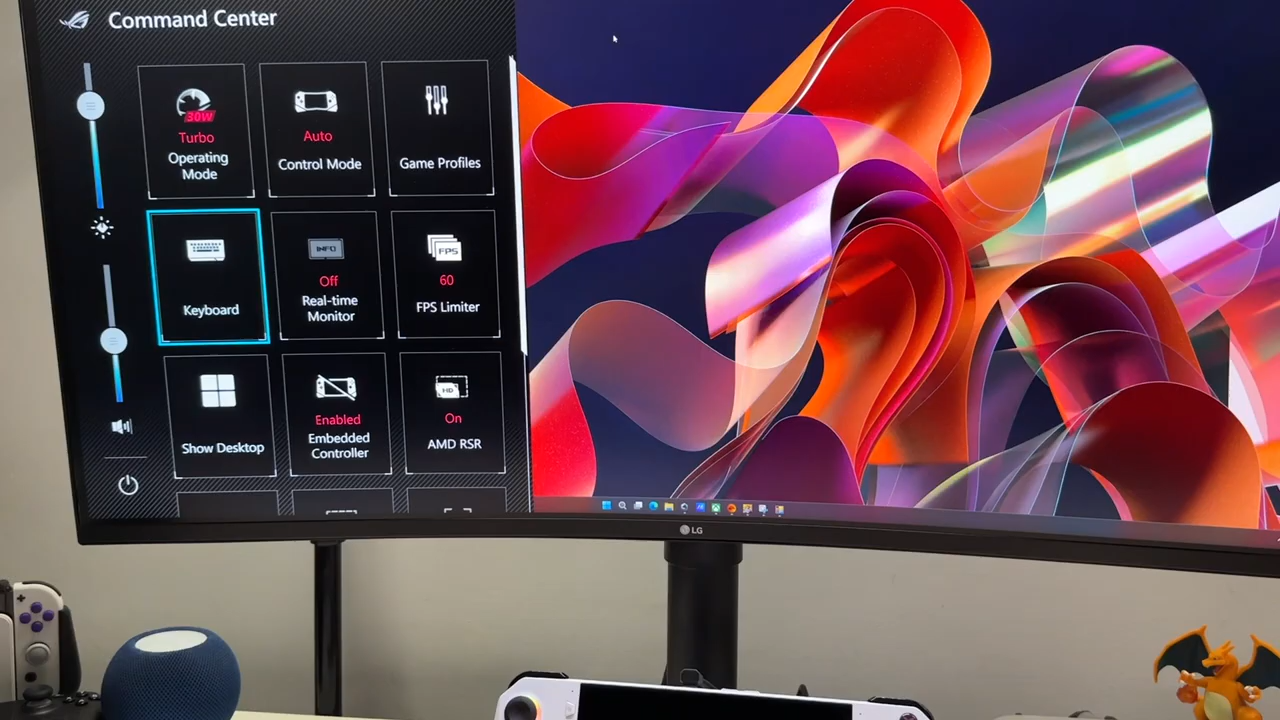 Command Center
30W
Turbo
Operating
Mode
Auto
Control Mode
Game Profiles
Keyboard
INFO
Off
Real-time
Monitor
FPS
60
FPS Limiter
Show Desktop
Enabled
Embedded
Controller
HD
On
AMD RSR
LG